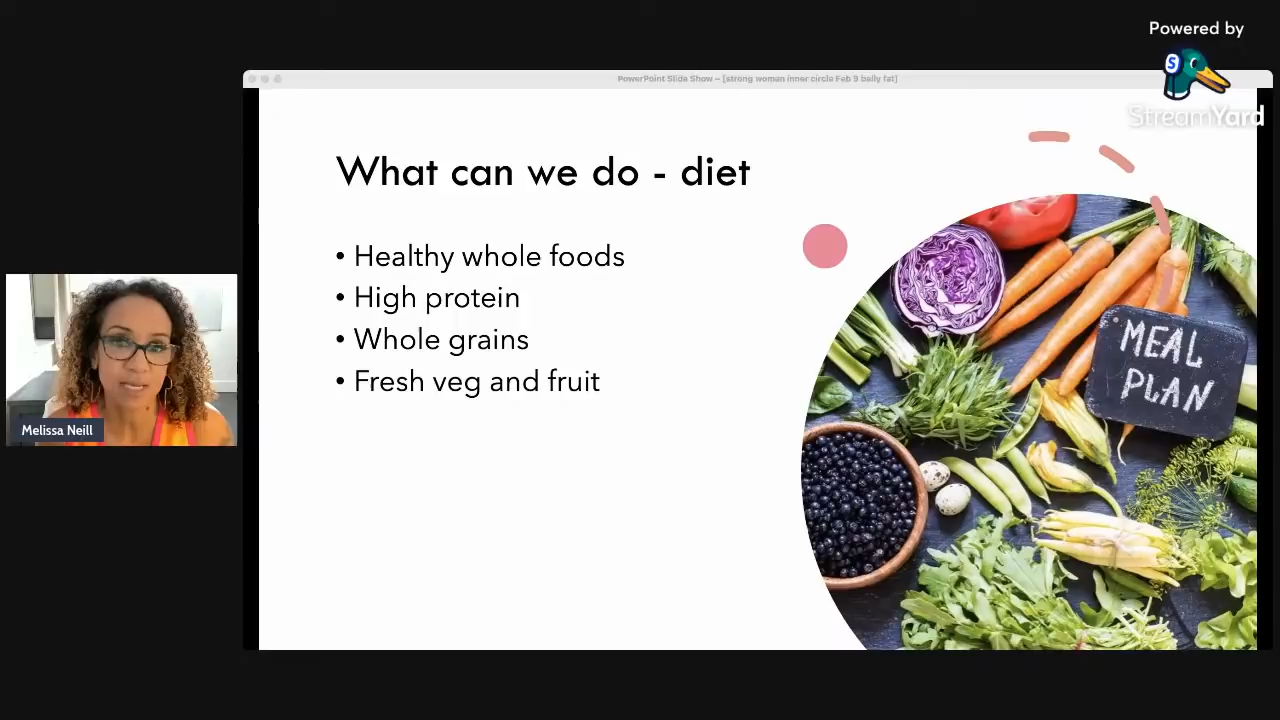 Powered by
StreamYard
PowerPoint Slide Show – [strong woman inner circle Feb 9 belly fat]
What can we do - diet
• Healthy whole foods
• High protein
• Whole grains
• Fresh veg and fruit
MEAL
PLAN
Melissa Neill